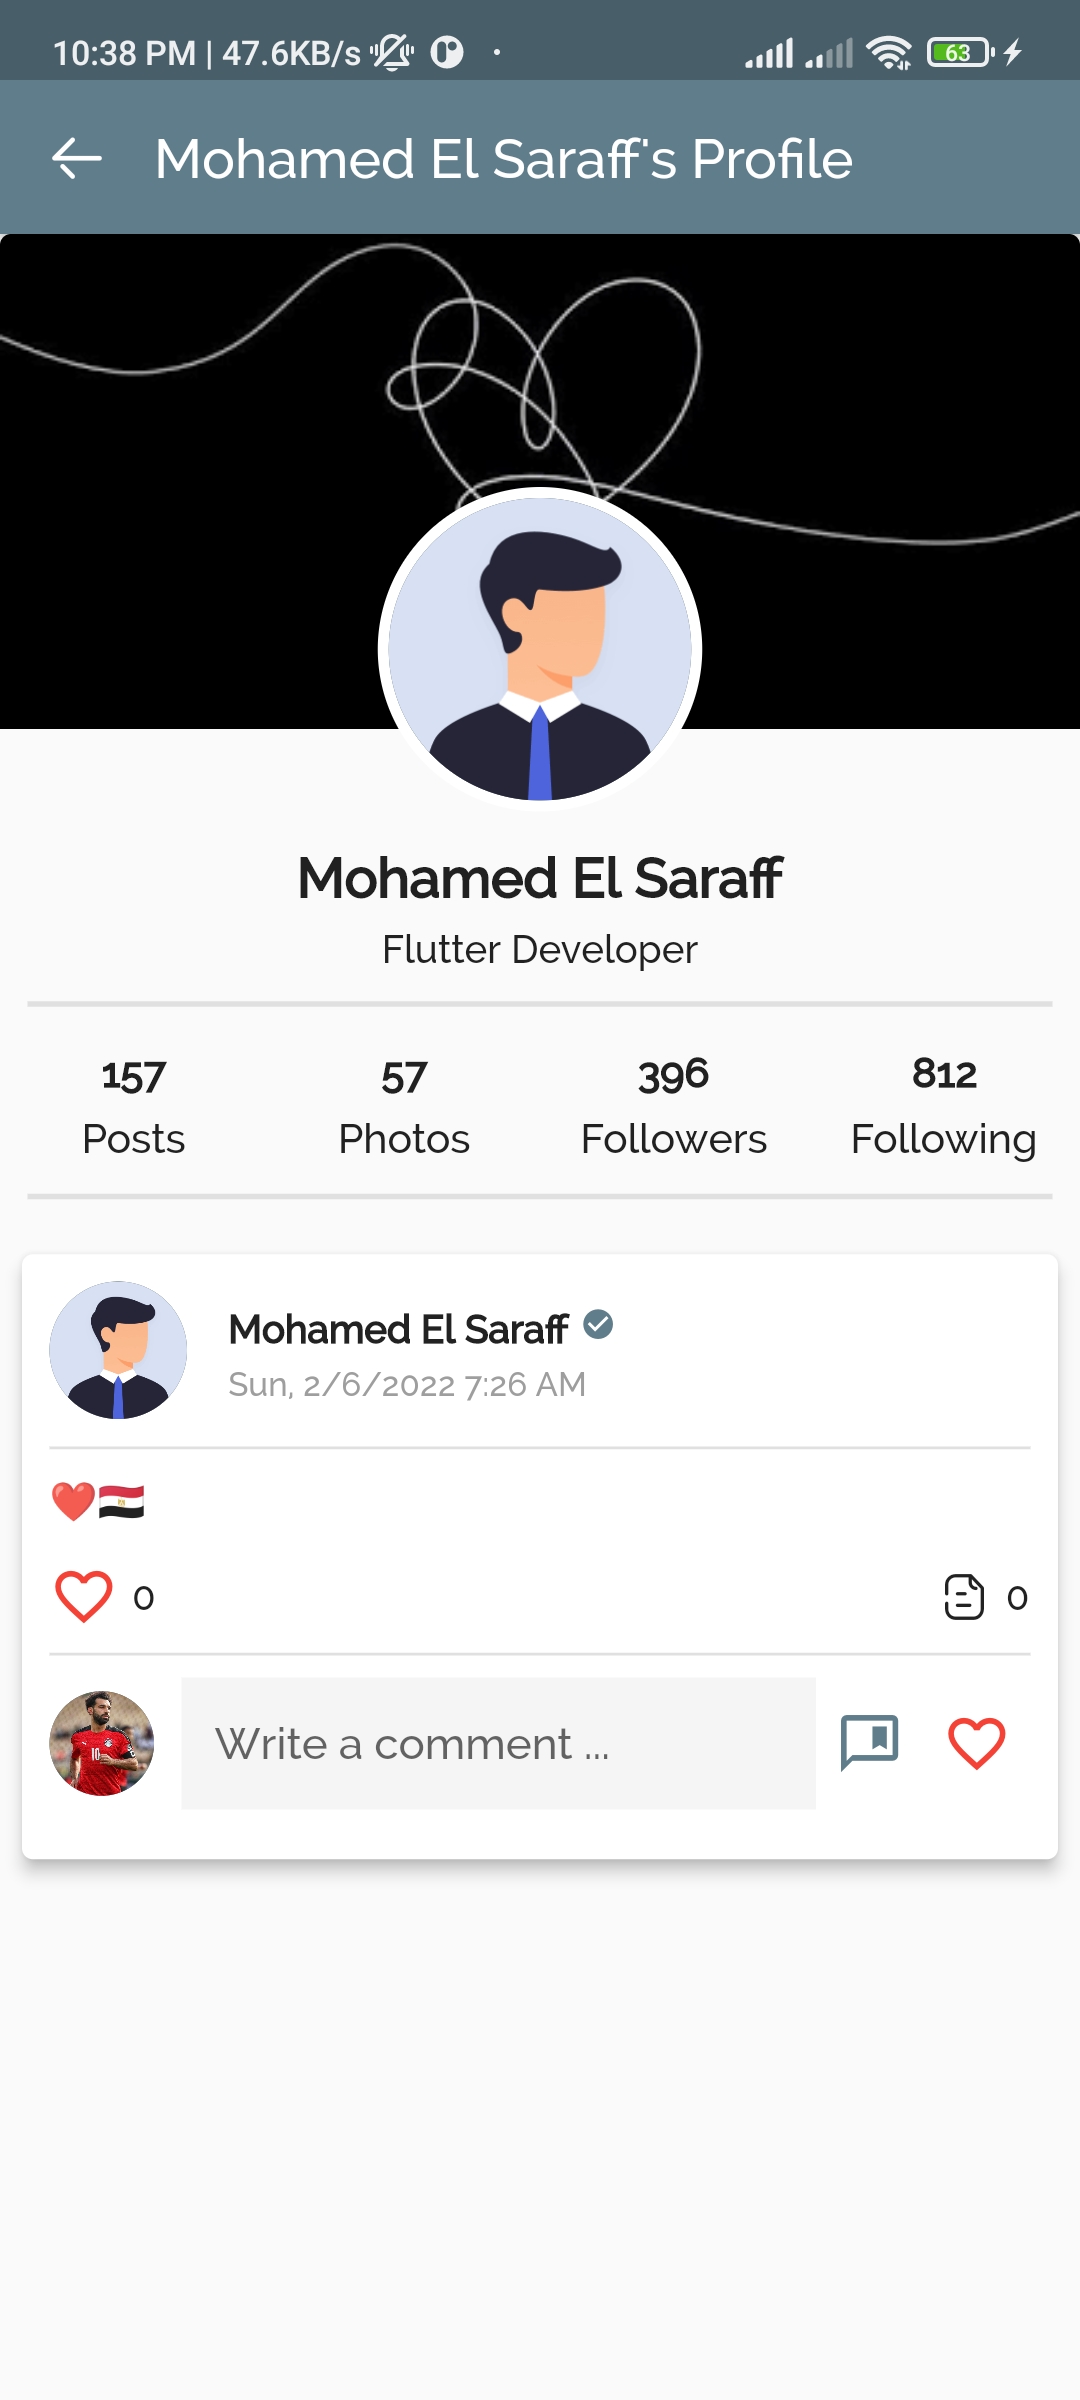 10:38 PM | 47.6KB/s 63
Mohamed El Saraff's Profile
Mohamed El Saraff
Flutter Developer
157 57 396 812
Posts Photos Followers Following
Mohamed El Saraff
Sun, 2/6/2022 7:26 AM
❤️🇪🇬
0 0
10 Write a comment ...